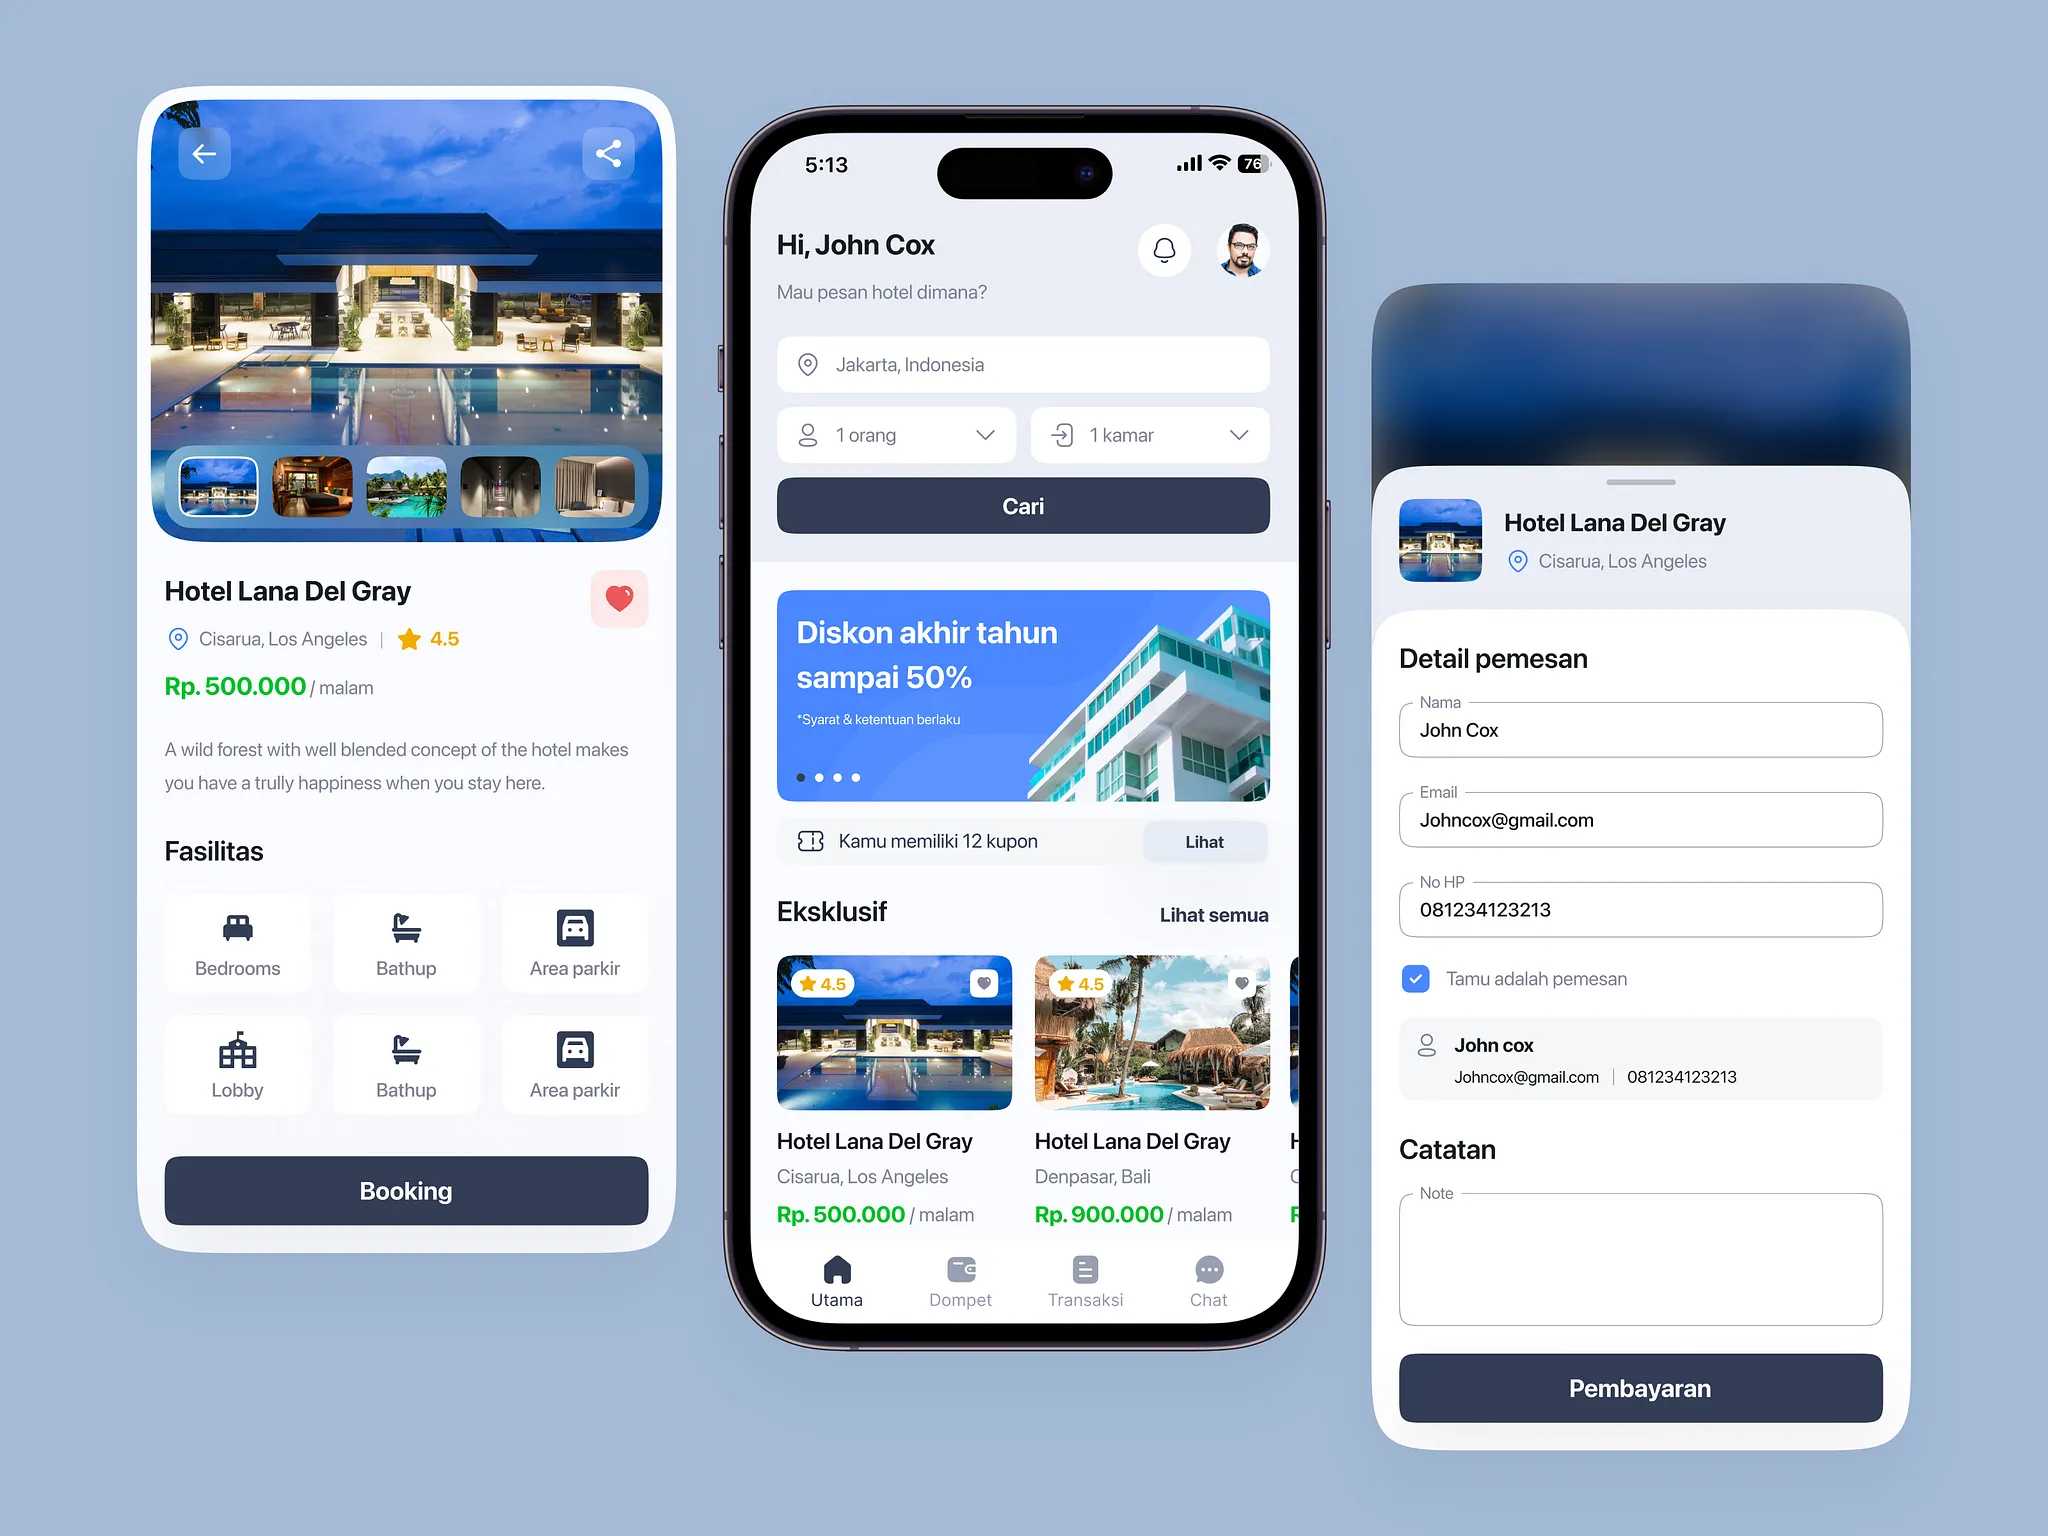 Hotel Lana Del Gray
Cisarua, Los Angeles | 4.5
Rp. 500.000 / malam
A wild forest with well blended concept of the hotel makes
you have a trully happiness when you stay here.
Fasilitas
Bedrooms
Bathup
Area parkir
Lobby
Bathup
Area parkir
Booking
5:13
76
Hi, John Cox
Mau pesan hotel dimana?
Jakarta, Indonesia
1 orang
1 kamar
Cari
Diskon akhir tahun
sampai 50%
*Syarat & ketentuan berlaku
Kamu memiliki 12 kupon
Lihat
Eksklusif
Lihat semua
4.5
4.5
Hotel Lana Del Gray
Cisarua, Los Angeles
Rp. 500.000 / malam
Hotel Lana Del Gray
Denpasar, Bali
Rp. 900.000 / malam
Utama
Dompet
Transaksi
Chat
Hotel Lana Del Gray
Cisarua, Los Angeles
Detail pemesan
Nama
John Cox
Email
Johncox@gmail.com
No HP
081234123213
Tamu adalah pemesan
John cox
Johncox@gmail.com | 081234123213
Catatan
Note
Pembayaran